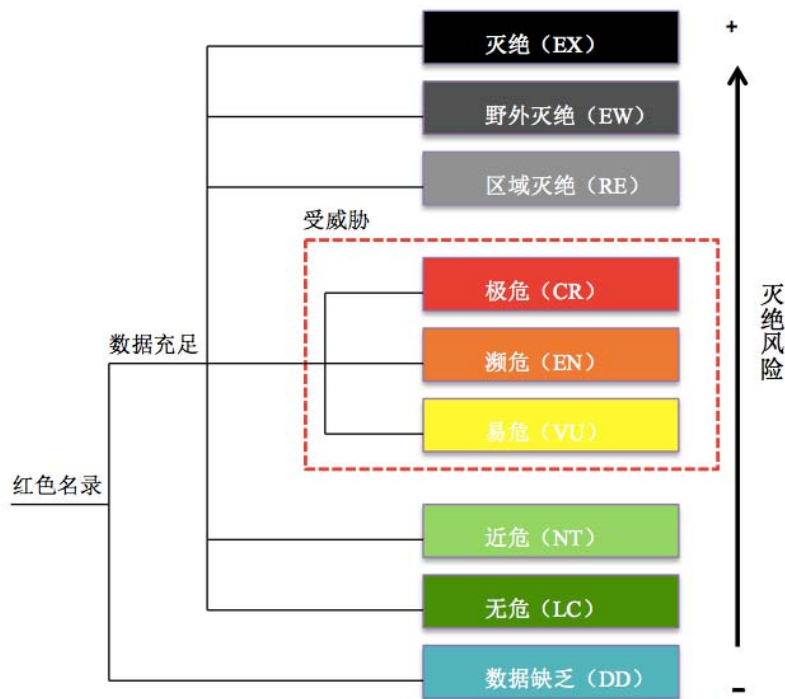 灭绝（EX）
+
野外灭绝（EW）
区域灭绝（RE）
受威胁
极危（CR）
灭绝风险
数据充足
濒危（EN）
易危（VU）
红色名录
近危（NT）
无危（LC）
数据缺乏（DD）
-